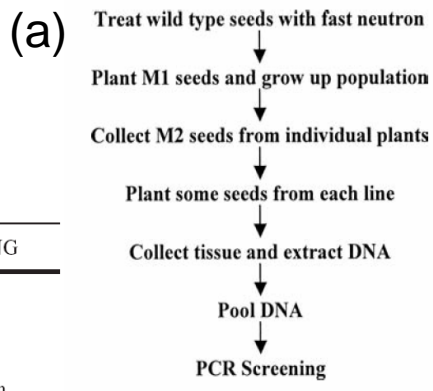 (a)
Treat wild type seeds with fast neutron
Plant M1 seeds and grow up population
Collect M2 seeds from individual plants
Plant some seeds from each line
Collect tissue and extract DNA
Pool DNA
PCR Screening